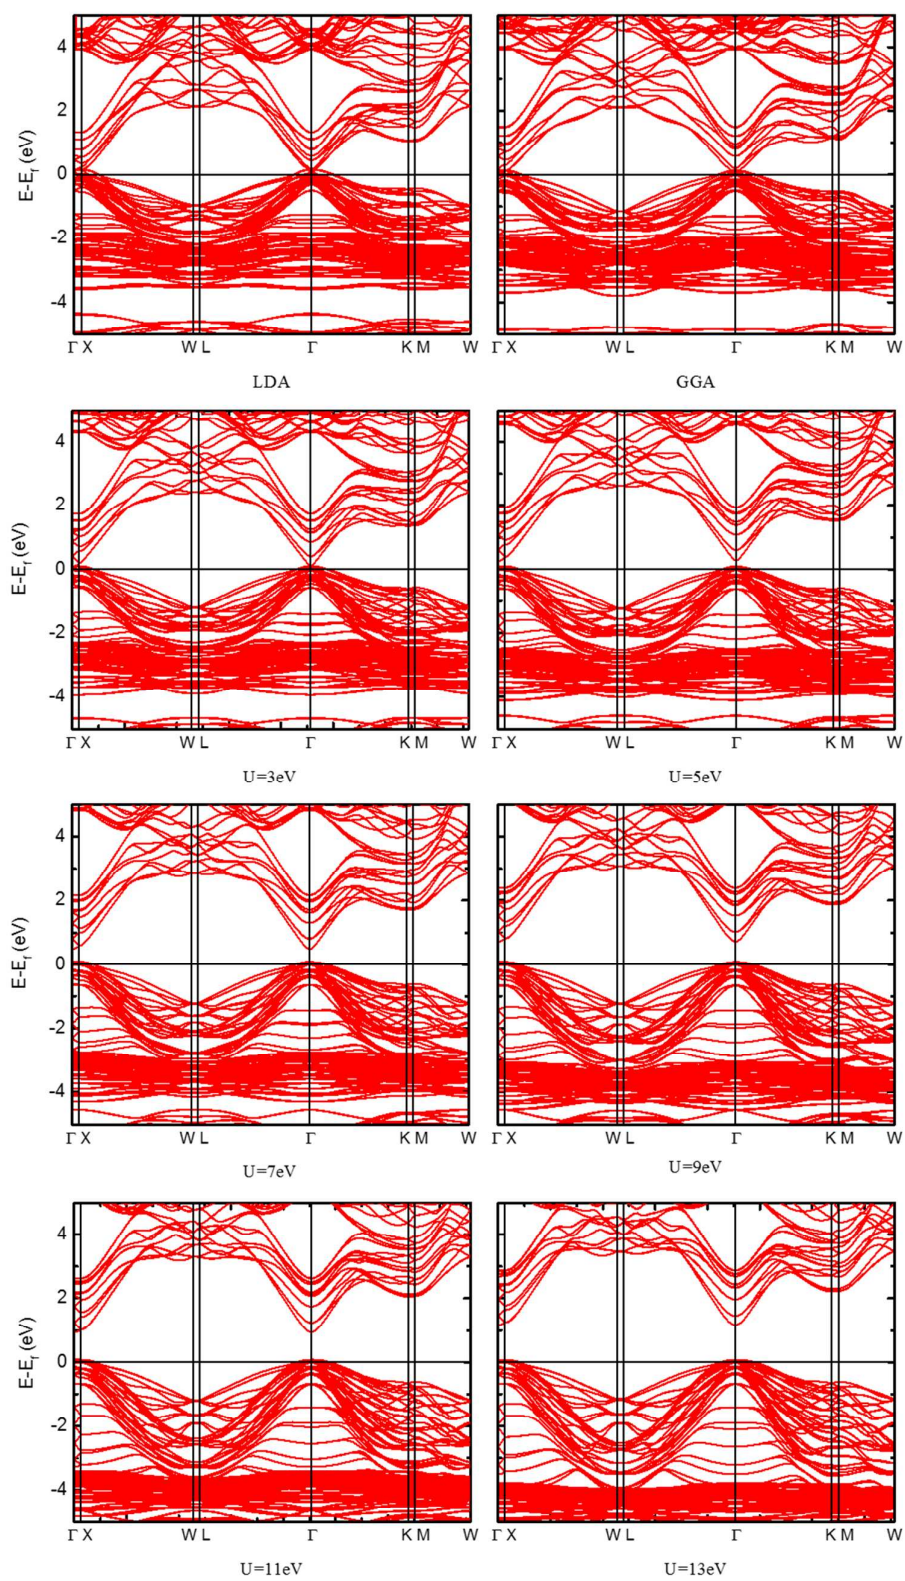 E-E_f (eV)
4
2
0
-2
-4
Γ X W L Γ K M W
Γ X W L Γ K M W
LDA GGA
E-E_f (eV)
4
2
0
-2
-4
Γ X W L Γ K M W
Γ X W L Γ K M W
U=3eV U=5eV
E-E_f (eV)
4
2
0
-2
-4
Γ X W L Γ K M W
Γ X W L Γ K M W
U=7eV U=9eV
E-E_f (eV)
4
2
0
-2
-4
Γ X W L Γ K M W
Γ X W L Γ K M W
U=11eV U=13eV